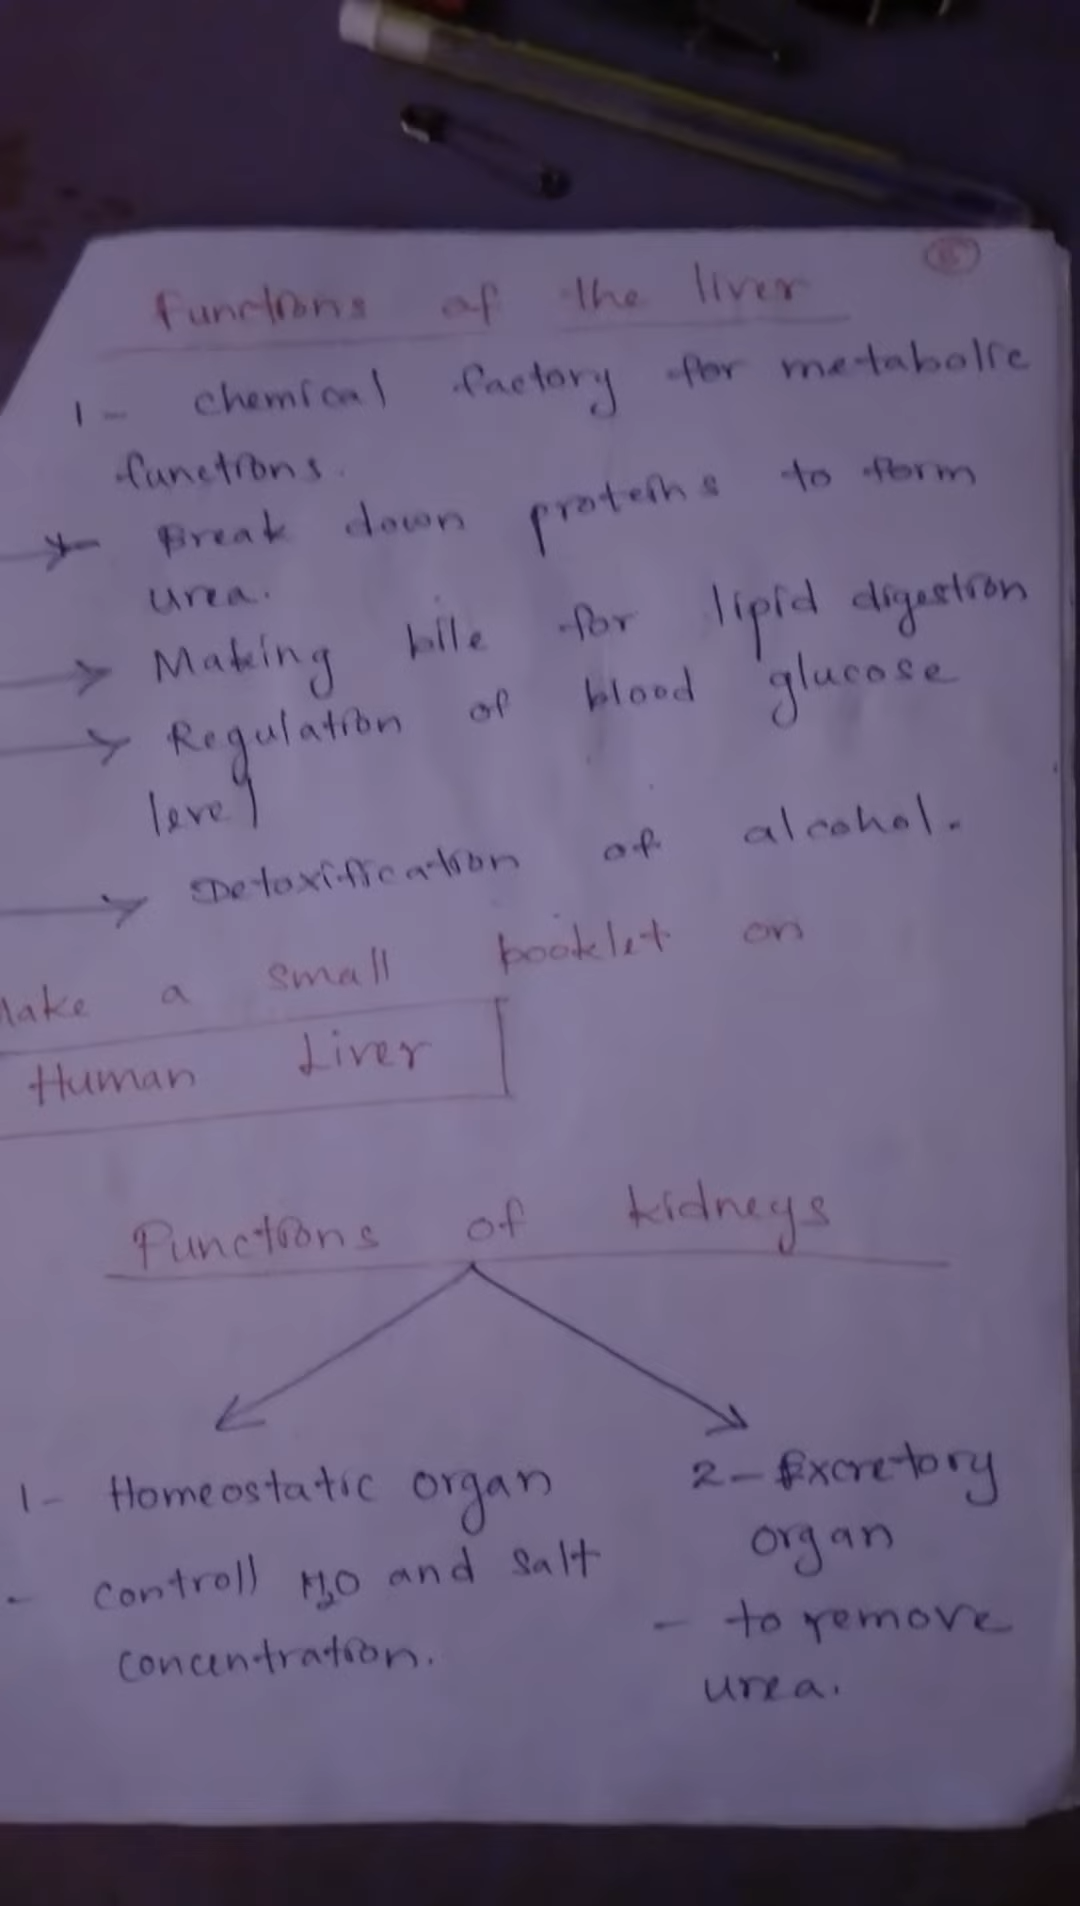 Functions of the liver
1- chemical factory for metabolic
functions.
Break down proteins to form
urea.
Making bile for lipid digestion
Regulation of blood glucose
level
Detoxification of alcohol.
Make a small booklet on
Human Liver
Functions of kidneys
1- Homeostatic organ
- controll H₂O and salt
concentration.
2- Excretory
organ
- to remove
urea.